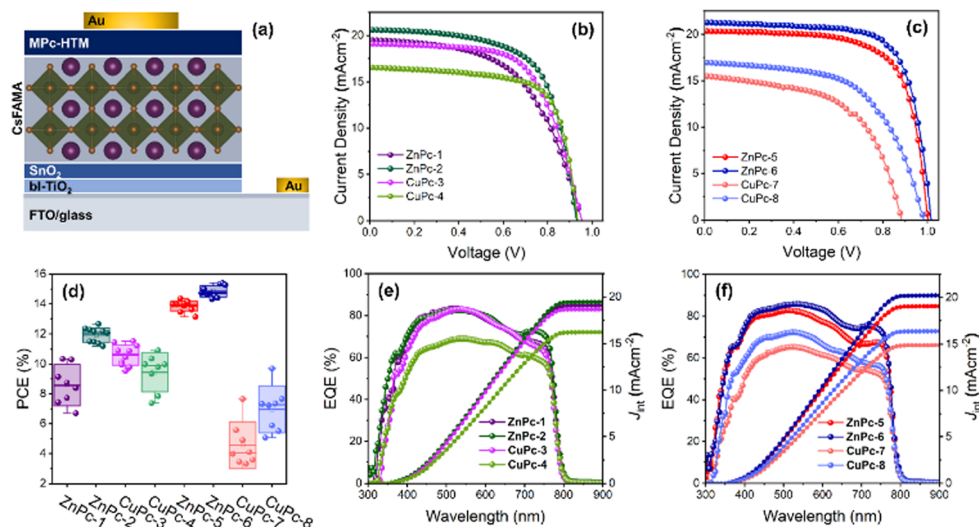 Au
(a)
MPc-HTM
CsFAMA
SnO₂
bl-TiO₂
Au
FTO/glass
(b)
Current Density (mAcm⁻²)
25
20
15
10
5
0
ZnPc-1
ZnPc-2
CuPc-3
CuPc-4
0.0 0.2 0.4 0.6 0.8 1.0
Voltage (V)
(c)
Current Density (mAcm⁻²)
20
15
10
5
0
ZnPc-5
ZnPc-6
CuPc-7
CuPc-8
0.0 0.2 0.4 0.6 0.8 1.0
Voltage (V)
(d)
PCE (%)
16
14
12
10
8
6
4
2
ZnPc-1 ZnPc-2 CuPc-3 CuPc-4 ZnPc-5 ZnPc-6 CuPc-7 CuPc-8
(e)
EQE (%)
100
80
60
40
20
0
ZnPc-1
ZnPc-2
CuPc-3
CuPc-4
20
15
10
5
0
J int (mAcm⁻²)
300 400 500 600 700 800 900
Wavelength (nm)
(f)
EQE (%)
100
80
60
40
20
0
ZnPc-5
ZnPc-6
CuPc-7
CuPc-8
20
15
10
5
0
J int (mAcm⁻²)
300 400 500 600 700 800 900
Wavelength (nm)